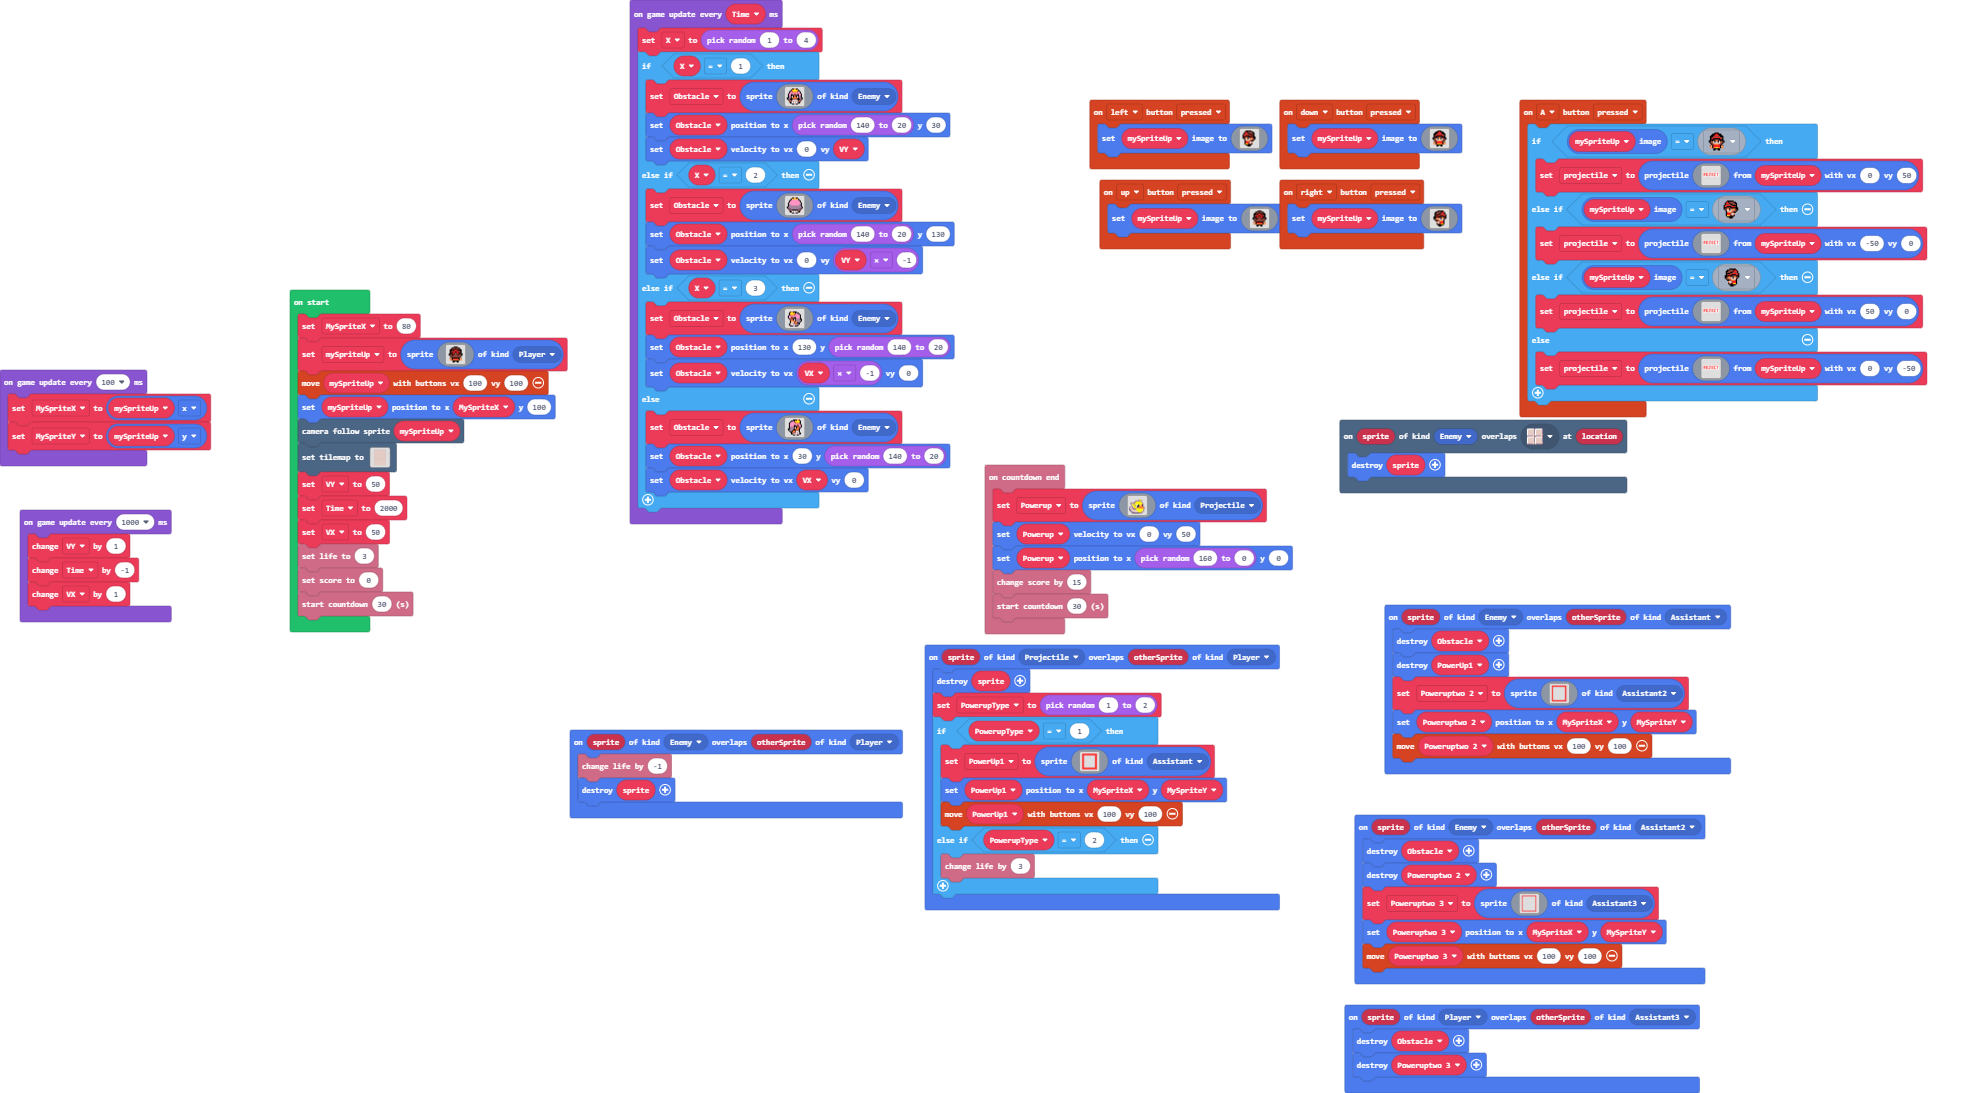 on game update every 100 ms
set MySpriteX to mySpriteUp x
set MySpriteY to mySpriteUp y
on game update every 1000 ms
change VY by 1
change Time by -1
change VX by 1
on start
set MySpriteX to 80
set mySpriteUp to sprite of kind Player
move mySpriteUp with buttons vx 100 vy 100
set mySpriteUp position to x MySpriteX y 100
camera follow sprite mySpriteUp
set tilemap to
set VY to 50
set Time to 2000
set VX to 50
set life to 3
set score to 0
start countdown 30 (s)
on game update every Time ms
set X to pick random 1 to 4
if X = 1 then
set Obstacle to sprite of kind Enemy
set Obstacle position to x pick random 140 to 20 y 30
set Obstacle velocity to vx 0 vy VY
else if X = 2 then
set Obstacle to sprite of kind Enemy
set Obstacle position to x pick random 140 to 20 y 130
set Obstacle velocity to vx 0 vy VY × -1
else if X = 3 then
set Obstacle to sprite of kind Enemy
set Obstacle position to x 130 y pick random 140 to 20
set Obstacle velocity to vx VX × -1 vy 0
else
set Obstacle to sprite of kind Enemy
set Obstacle position to x 30 y pick random 140 to 20
set Obstacle velocity to vx VX vy 0
on left button pressed
set mySpriteUp image to
on down button pressed
set mySpriteUp image to
on up button pressed
set mySpriteUp image to
on right button pressed
set mySpriteUp image to
on A button pressed
if mySpriteUp image = then
set projectile to projectile from mySpriteUp with vx 0 vy 50
else if mySpriteUp image = then
set projectile to projectile from mySpriteUp with vx -50 vy 0
else if mySpriteUp image = then
set projectile to projectile from mySpriteUp with vx 50 vy 0
else
set projectile to projectile from mySpriteUp with vx 0 vy -50
on sprite of kind Enemy overlaps at location
destroy sprite
on countdown end
set Powerup to sprite of kind Projectile
set Powerup velocity to vx 0 vy 50
set Powerup position to x pick random 160 to 0 y 0
change score by 15
start countdown 30 (s)
on sprite of kind Projectile overlaps otherSprite of kind Player
destroy sprite
set PowerupType to pick random 1 to 2
if PowerupType = 1 then
set PowerUp1 to sprite of kind Assistant
set PowerUp1 position to x MySpriteX y MySpriteY
move PowerUp1 with buttons vx 100 vy 100
else if PowerupType = 2 then
change life by 3
on sprite of kind Enemy overlaps otherSprite of kind Player
change life by -1
destroy sprite
on sprite of kind Enemy overlaps otherSprite of kind Assistant
destroy Obstacle
destroy PowerUp1
set Poweruptwo 2 to sprite of kind Assistant2
set Poweruptwo 2 position to x MySpriteX y MySpriteY
move Poweruptwo 2 with buttons vx 100 vy 100
on sprite of kind Enemy overlaps otherSprite of kind Assistant2
destroy Obstacle
destroy Poweruptwo 2
set Poweruptwo 3 to sprite of kind Assistant3
set Poweruptwo 3 position to x MySpriteX y MySpriteY
move Poweruptwo 3 with buttons vx 100 vy 100
on sprite of kind Player overlaps otherSprite of kind Assistant3
destroy Obstacle
destroy Poweruptwo 3